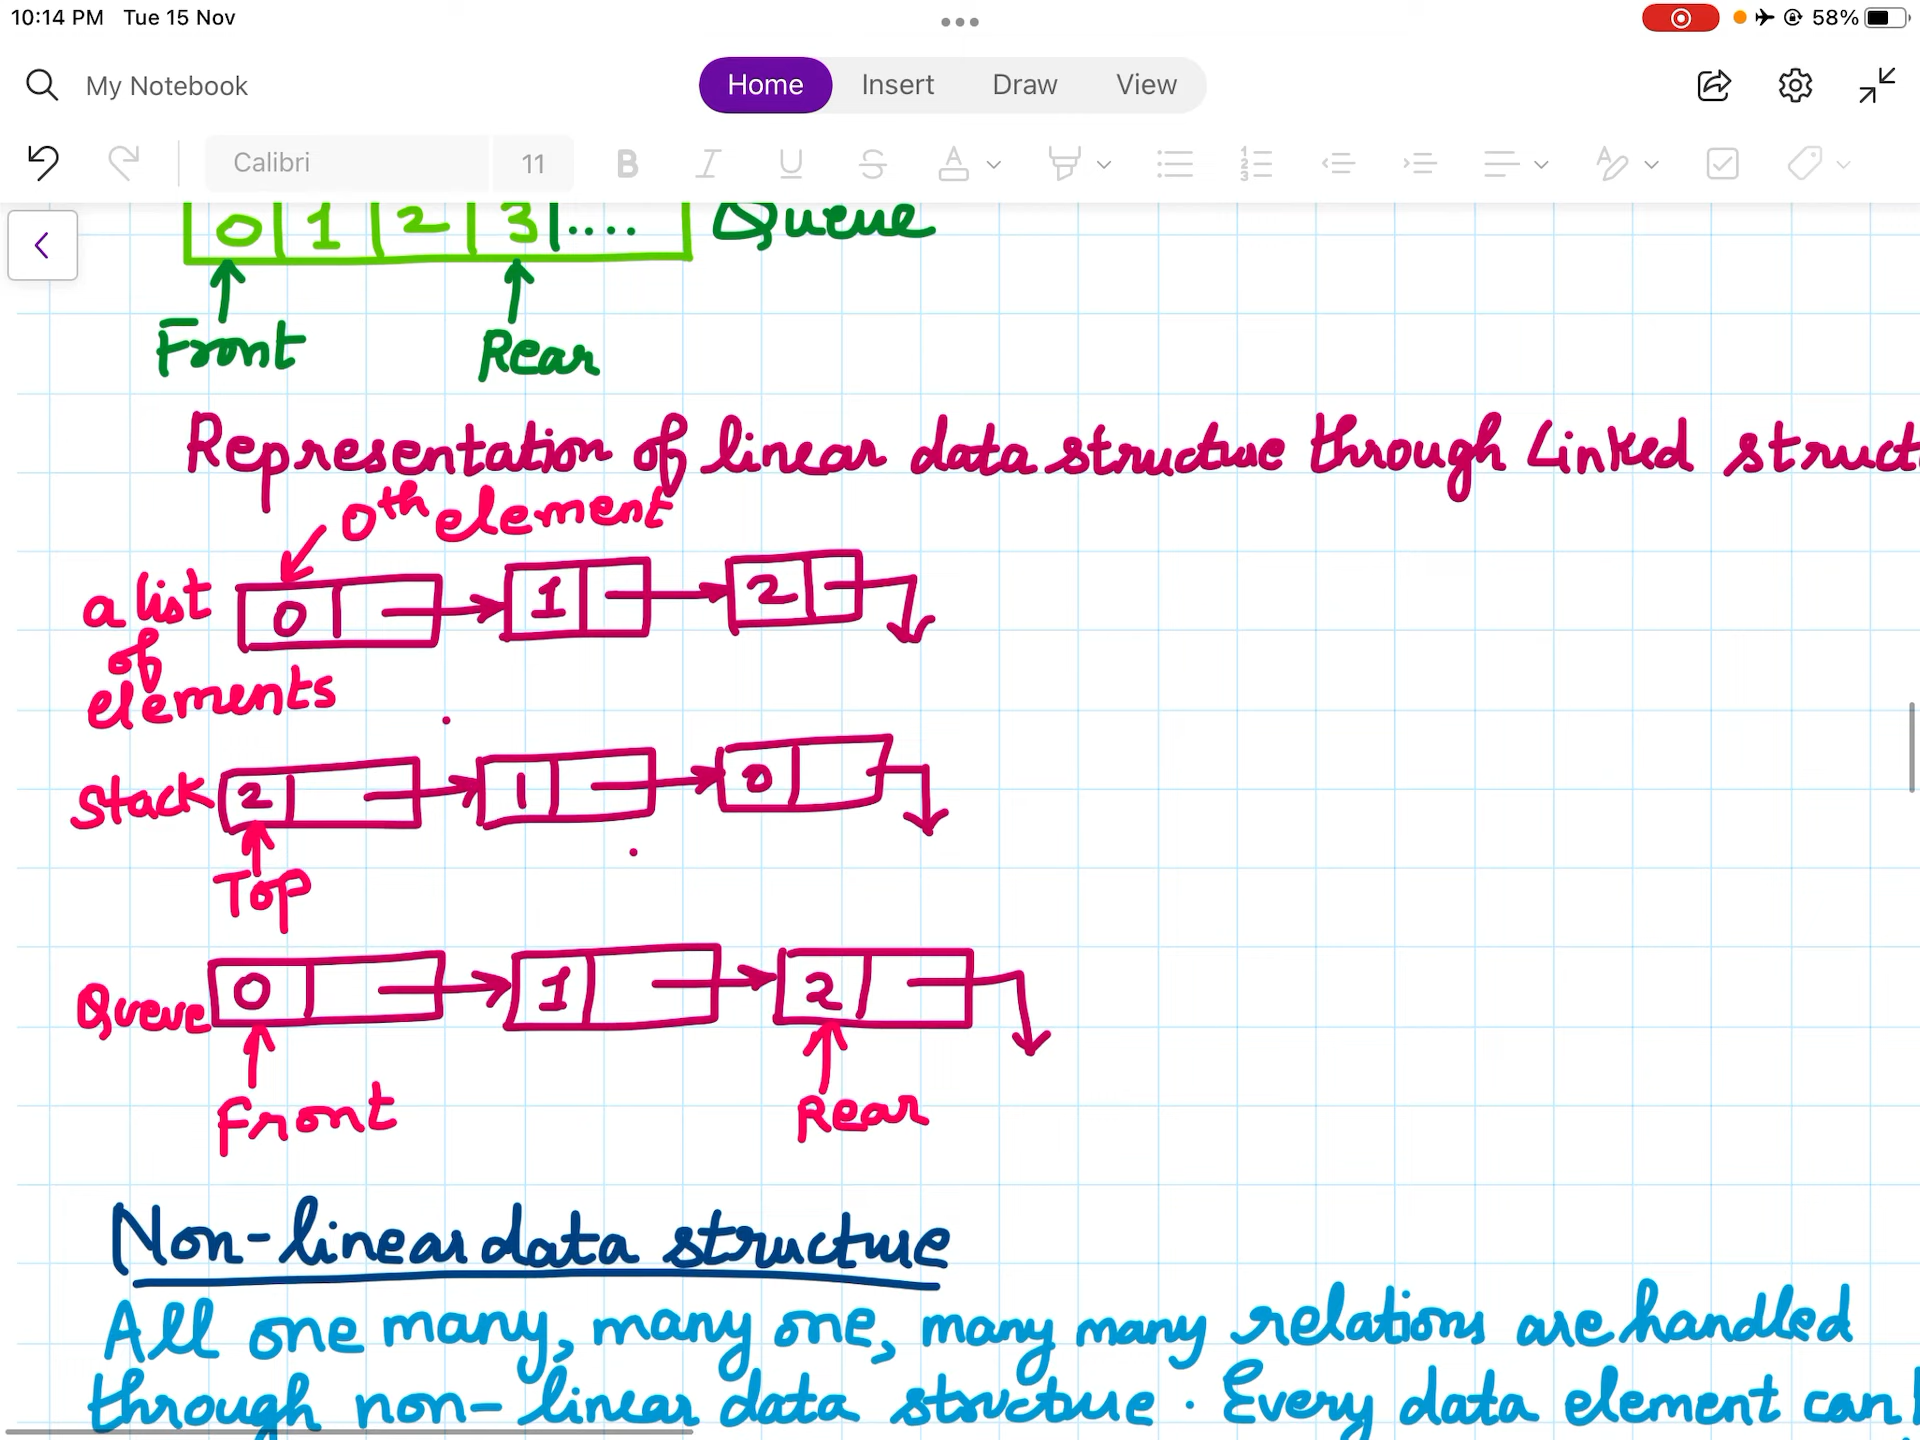 10:14 PM Tue 15 Nov
58%
My Notebook
Home Insert Draw View
Calibri 11 B I U S A
0 1 2 3 .... Queue
Front Rear
Representation of linear data structure through Linked struct
0th element
a list of elements
0 1 2
Stack 2 1 0
Top
Queue 0 1 2
Front Rear
Non-linear data structure
All one many, many one, many many relations are handled
through non-linear data structure. Every data element can